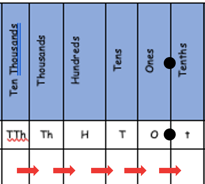 Ten Thousands
Thousands
Hundreds
Tens
Ones
Tenths
TTh Th H T O t